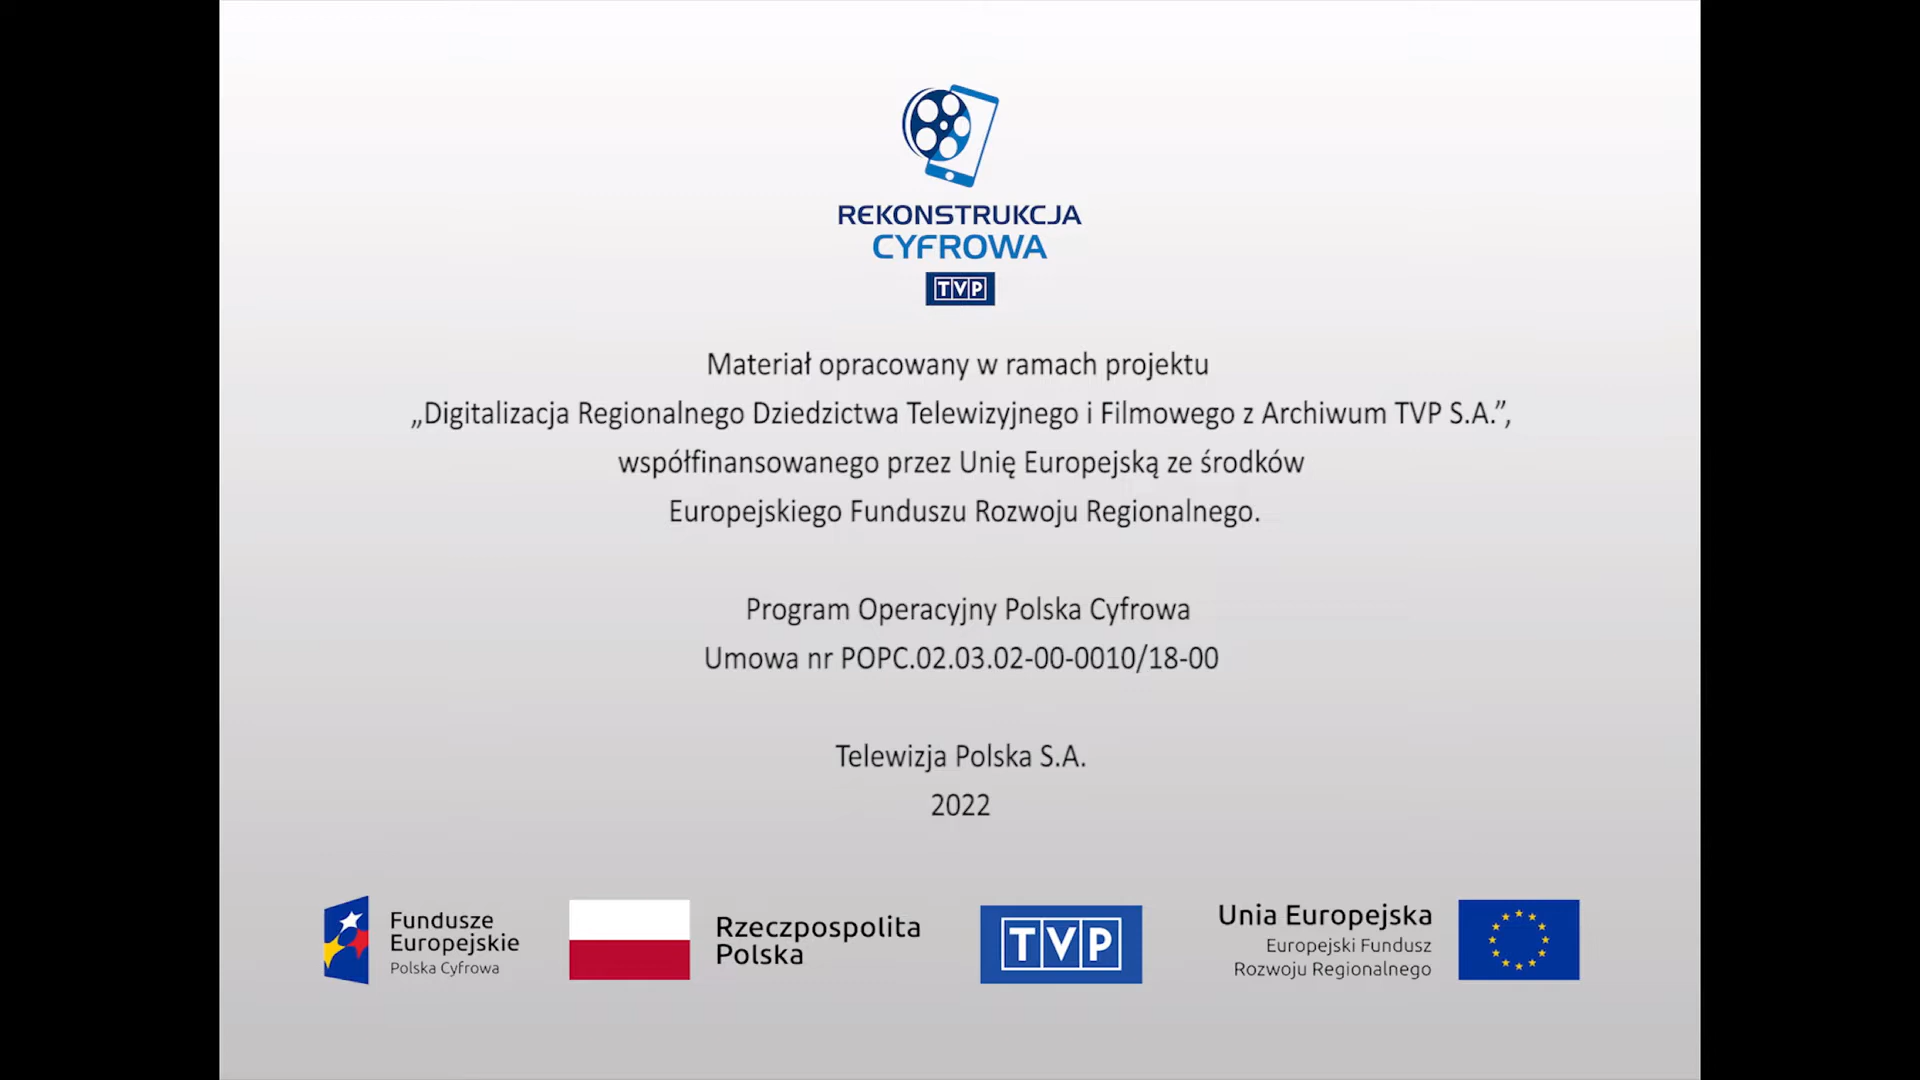 REKONSTRUKCJA
CYFROWA
TVP
Materiał opracowany w ramach projektu
„Digitalizacja Regionalnego Dziedzictwa Telewizyjnego i Filmowego z Archiwum TVP S.A.”,
współfinansowanego przez Unię Europejską ze środków
Europejskiego Funduszu Rozwoju Regionalnego.
Program Operacyjny Polska Cyfrowa
Umowa nr POPC.02.03.02-00-0010/18-00
Telewizja Polska S.A.
2022
Fundusze
Europejskie
Polska Cyfrowa
Rzeczpospolita
Polska
TVP
Unia Europejska
Europejski Fundusz
Rozwoju Regionalnego